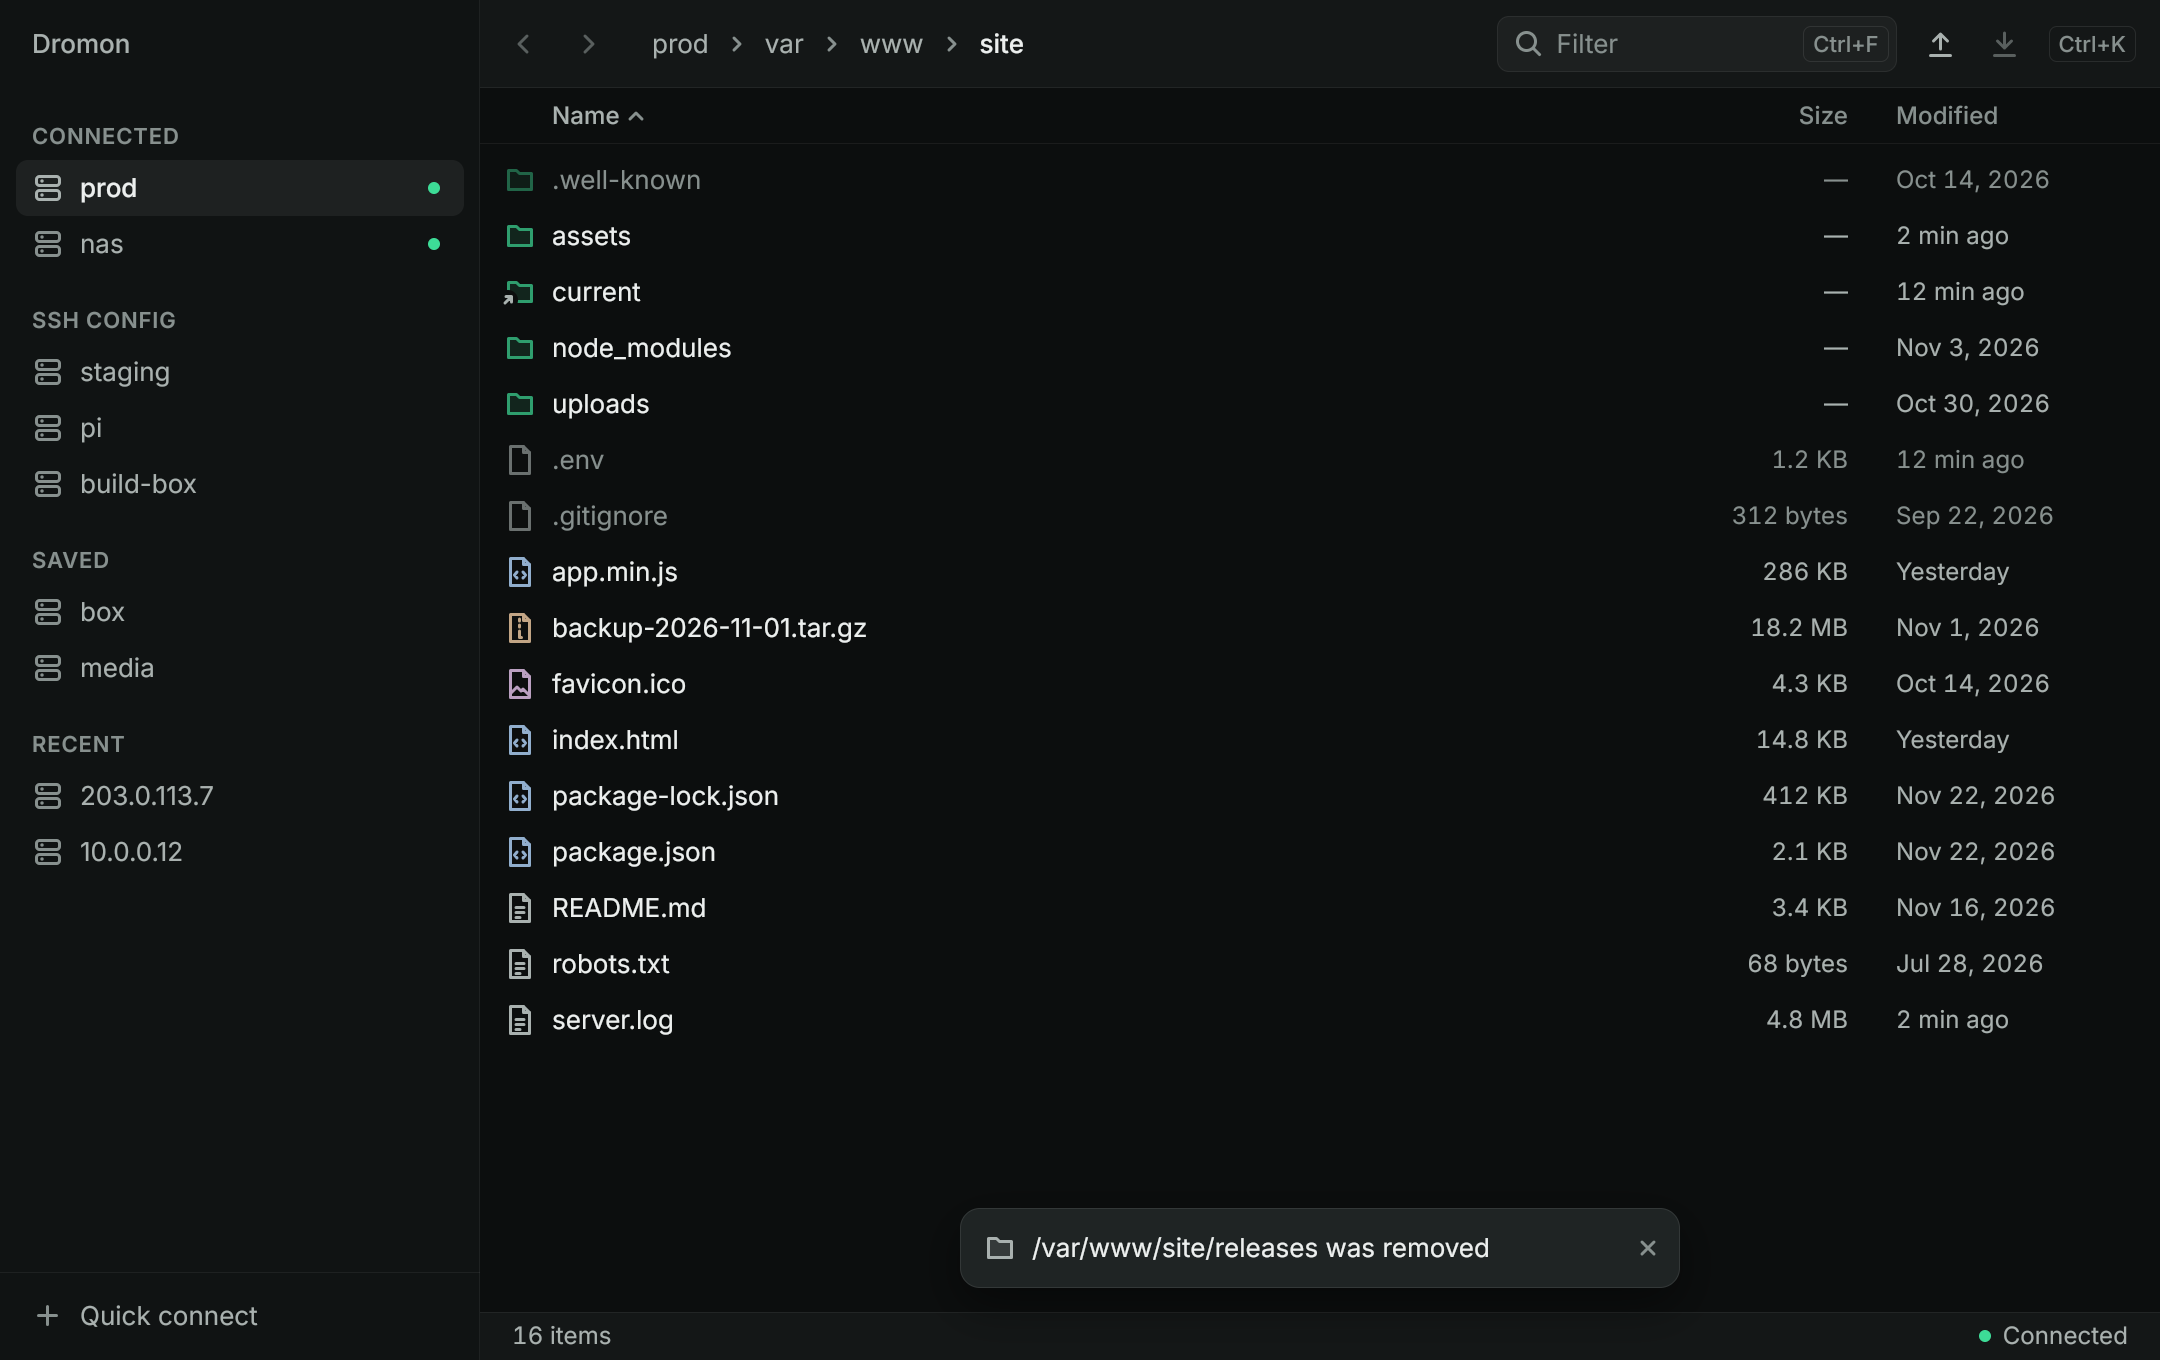 Dromon
CONNECTED
prod
nas
SSH CONFIG
staging
pi
build-box
SAVED
box
media
RECENT
203.0.113.7
10.0.0.12
Quick connect
prod > var > www > site
Filter Ctrl+F
Ctrl+K
Name Size Modified
.well-known — Oct 14, 2026
assets — 2 min ago
current — 12 min ago
node_modules — Nov 3, 2026
uploads — Oct 30, 2026
.env 1.2 KB 12 min ago
.gitignore 312 bytes Sep 22, 2026
app.min.js 286 KB Yesterday
backup-2026-11-01.tar.gz 18.2 MB Nov 1, 2026
favicon.ico 4.3 KB Oct 14, 2026
index.html 14.8 KB Yesterday
package-lock.json 412 KB Nov 22, 2026
package.json 2.1 KB Nov 22, 2026
README.md 3.4 KB Nov 16, 2026
robots.txt 68 bytes Jul 28, 2026
server.log 4.8 MB 2 min ago
/var/www/site/releases was removed
16 items
Connected